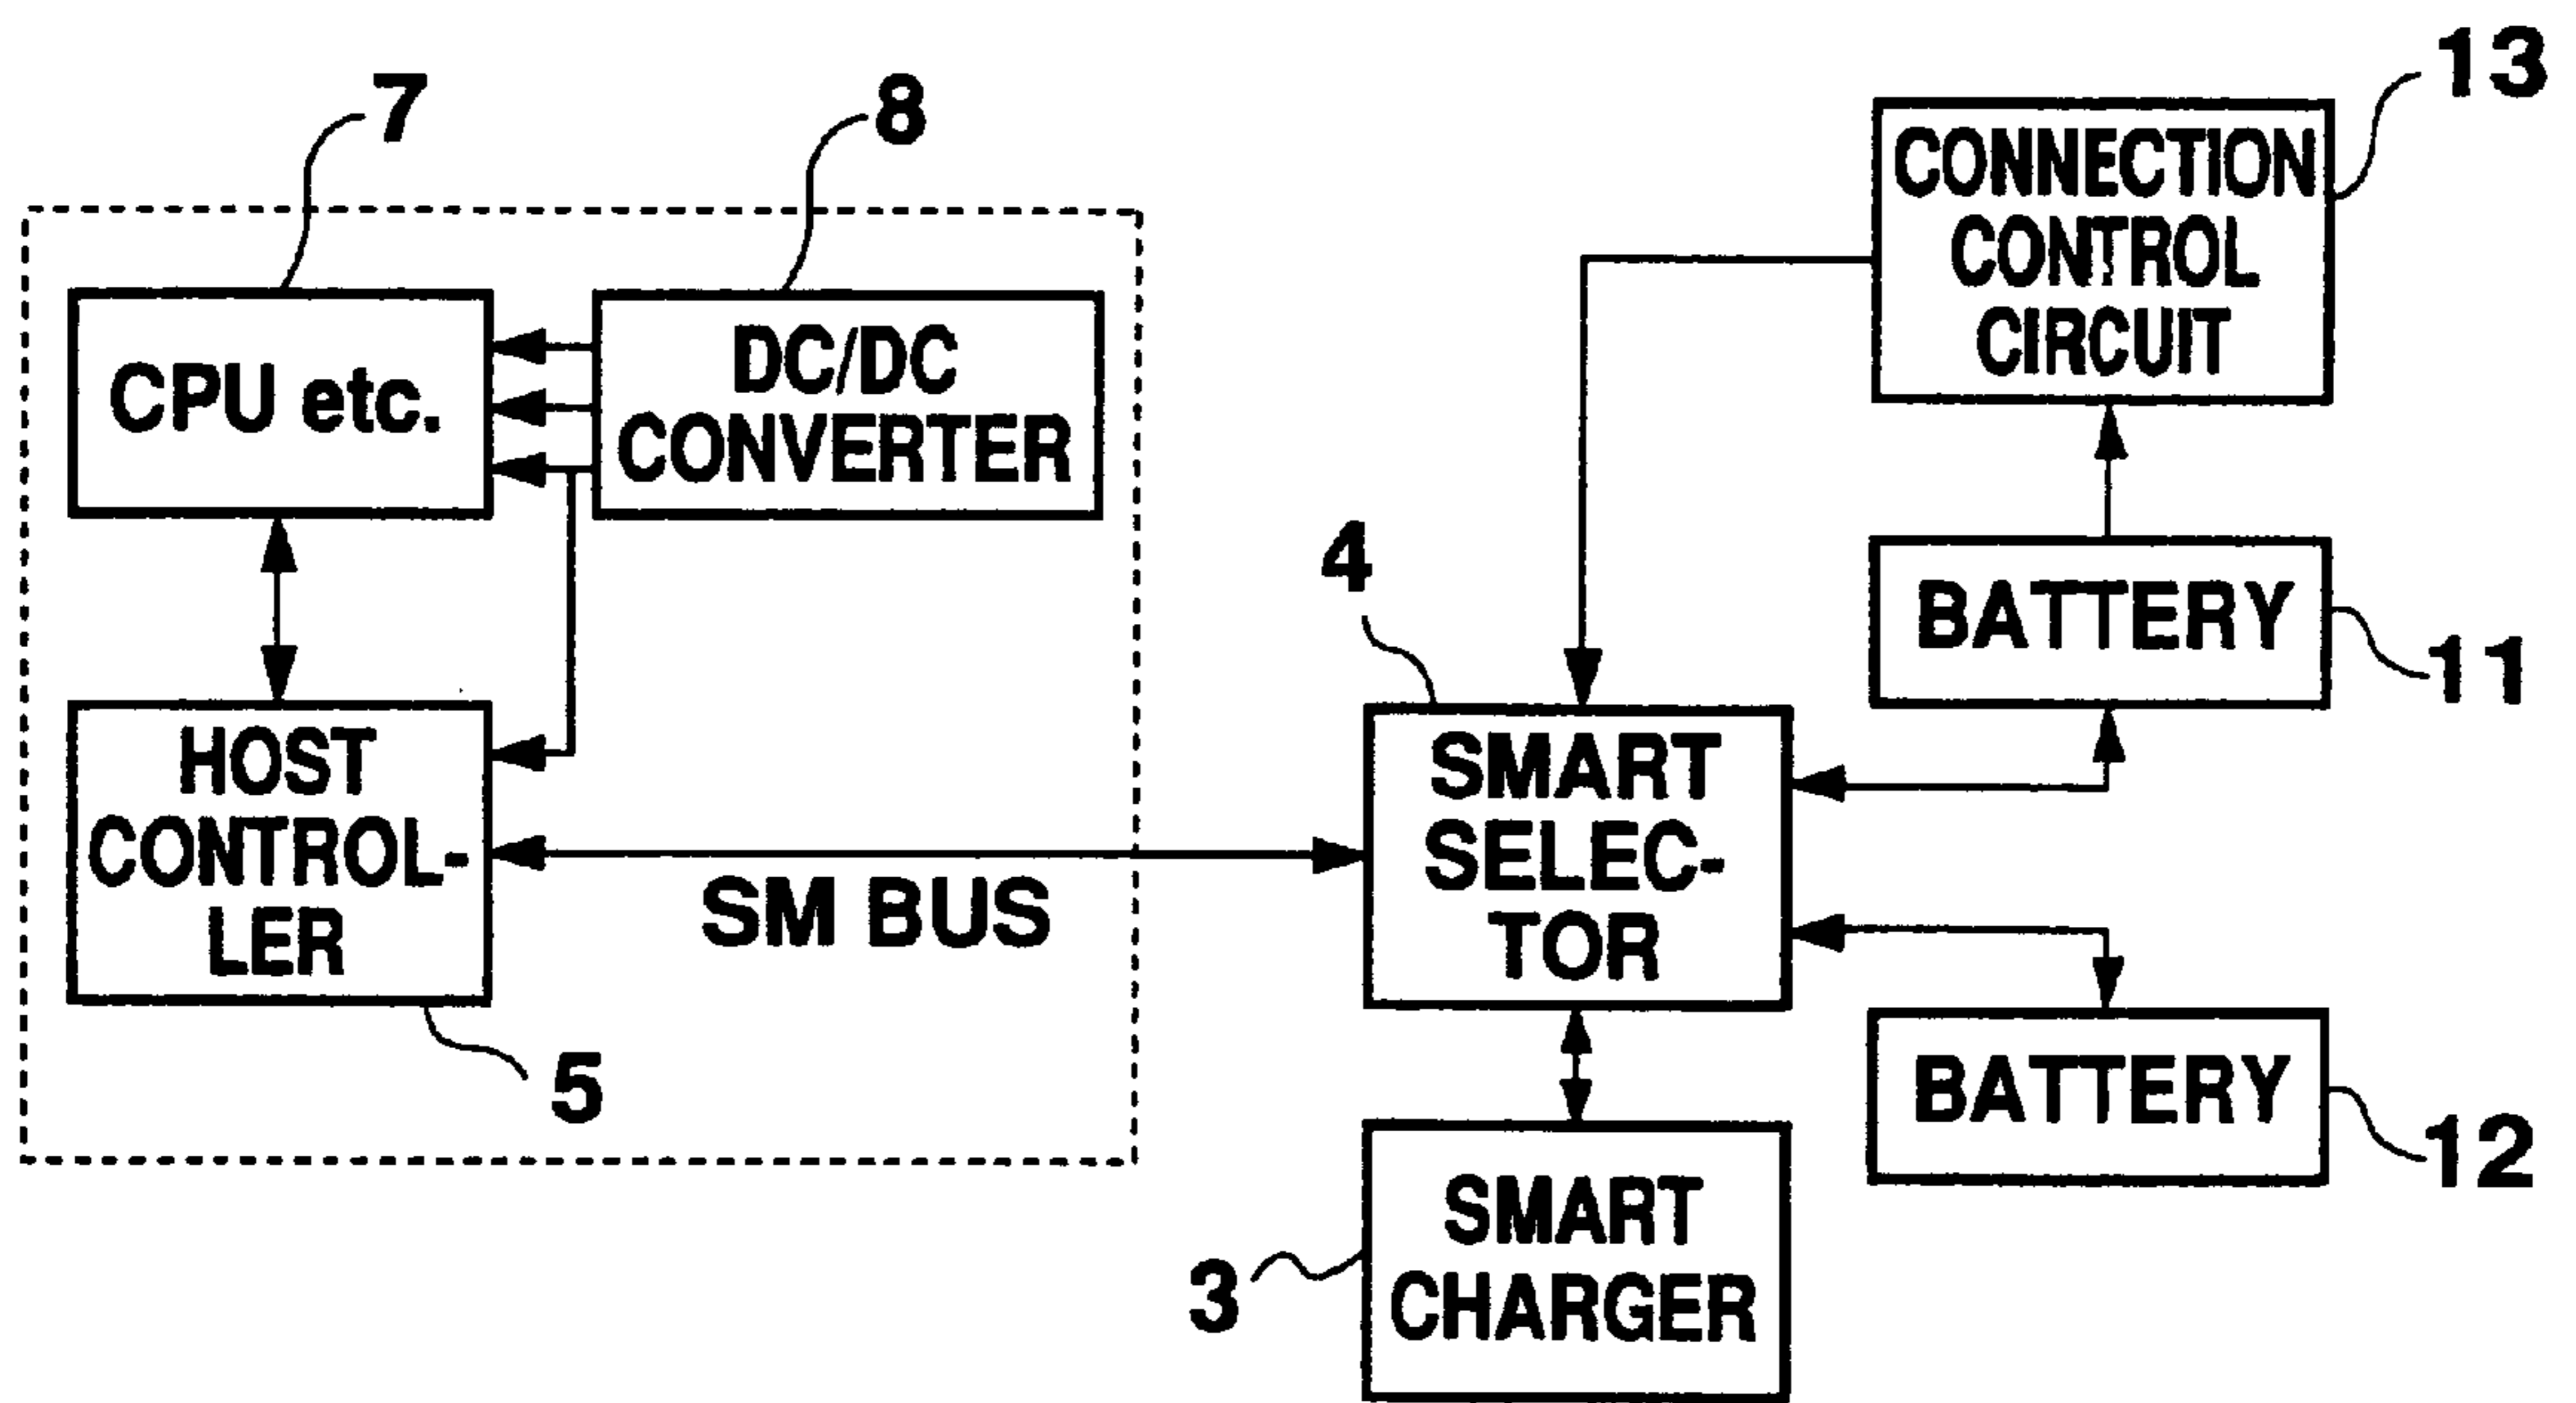 7
8
13
CPU etc.
DC/DC
CONVERTER
CONNECTION
CONTROL
CIRCUIT
4
BATTERY
11
HOST
CONTROL-
LER
SM BUS
SMART
SELEC-
TOR
5
BATTERY
12
SMART
CHARGER
3